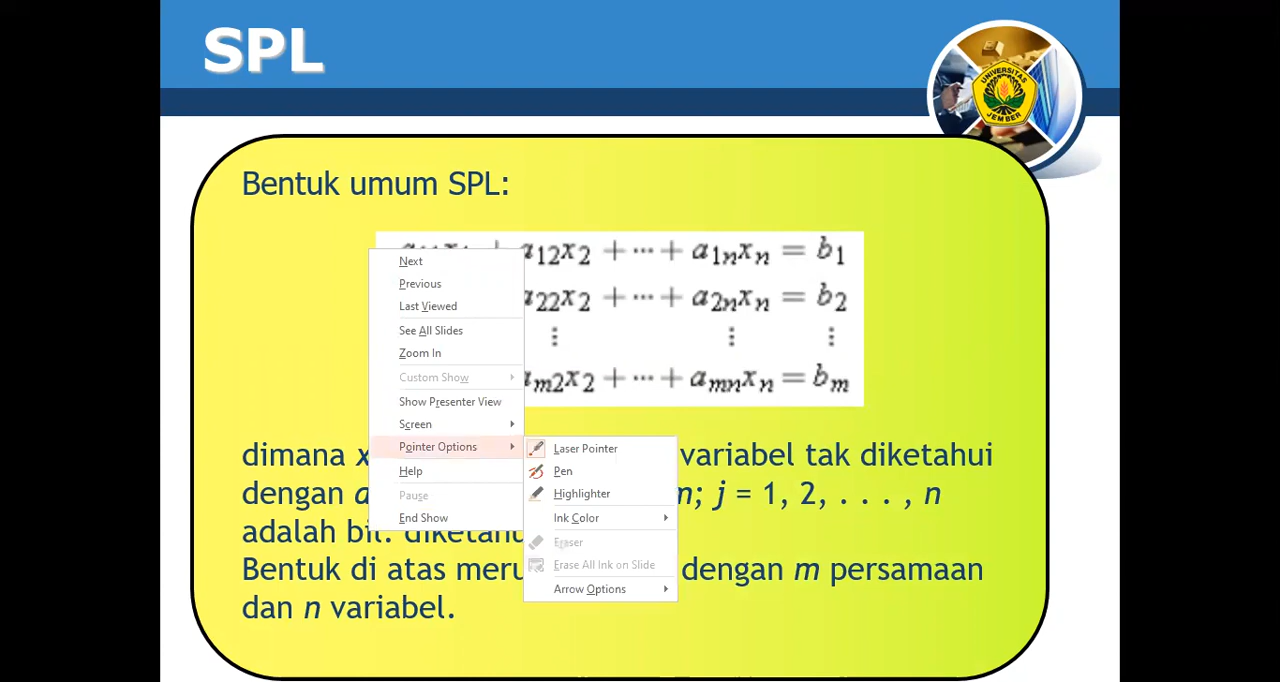 SPL
UNIVERSITAS
JEMBER
Bentuk umum SPL:
a₁₂x₂ + ··· + a₁ₙxₙ = b₁
a₂₂x₂ + ··· + a₂ₙxₙ = b₂
⋮ ⋮ ⋮
aₘ₂x₂ + ··· + aₘₙxₙ = bₘ
Next
Previous
Last Viewed
See All Slides
Zoom In
Custom Show
Show Presenter View
Screen
Pointer Options
Help
Pause
End Show
Laser Pointer
Pen
Highlighter
Ink Color
Eraser
Erase All Ink on Slide
Arrow Options
dimana x variabel tak diketahui
dengan a m; j = 1, 2, . . . , n
adalah bil. diketahu
Bentuk di atas meru dengan m persamaan
dan n variabel.